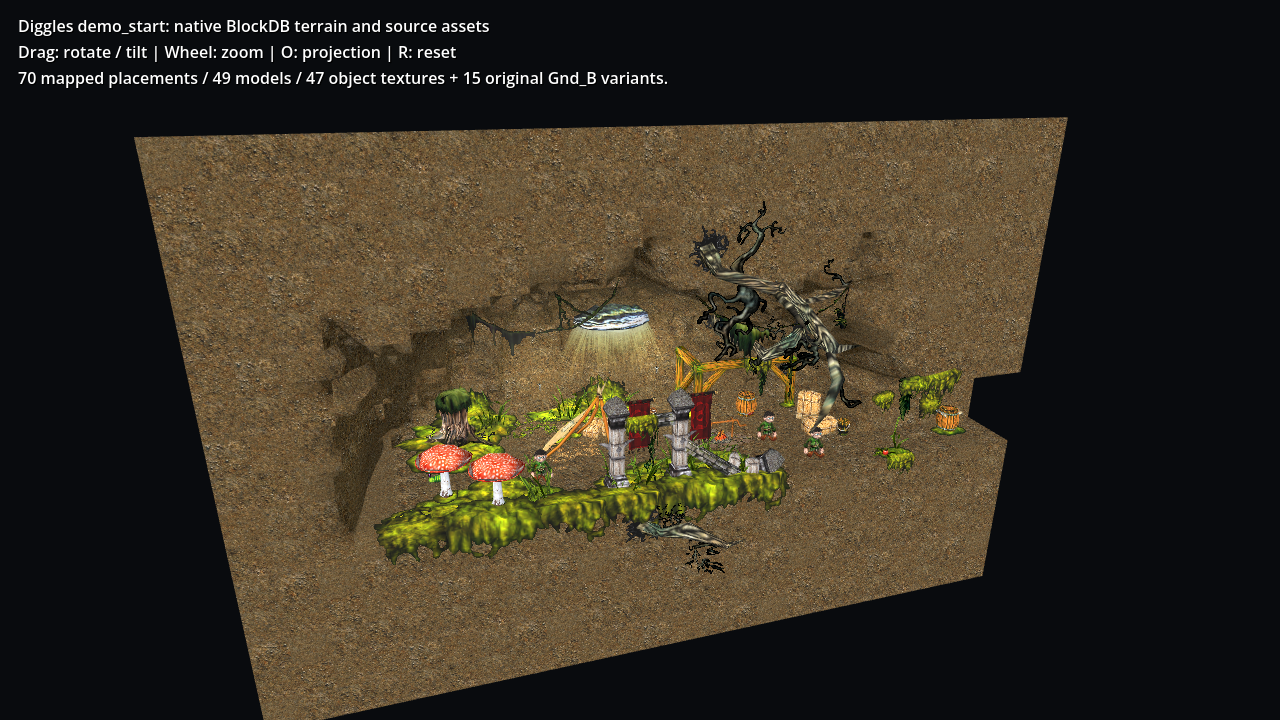 Diggles demo_start: native BlockDB terrain and source assets
Drag: rotate / tilt | Wheel: zoom | O: projection | R: reset
70 mapped placements / 49 models / 47 object textures + 15 original Gnd_B variants.